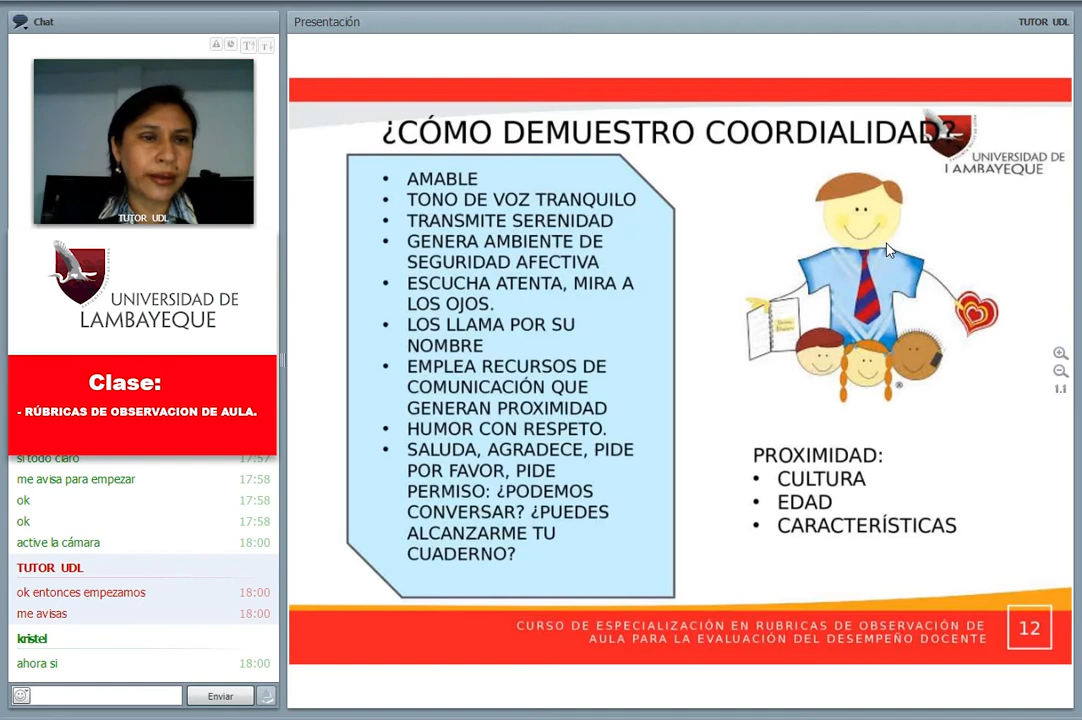 Chat
TUTOR UDL
UNIVERSIDAD DE
LAMBAYEQUE
Clase:
- RÚBRICAS DE OBSERVACION DE AULA.
si todo claro 17:57
me avisa para empezar 17:58
ok 17:58
ok 17:58
active la cámara 18:00
TUTOR UDL
ok entonces empezamos 18:00
me avisas 18:00
kristel
ahora si 18:00
Enviar
Presentación
TUTOR UDL
¿CÓMO DEMUESTRO COORDIALIDAD?
UNIVERSIDAD DE
LAMBAYEQUE
• AMABLE
• TONO DE VOZ TRANQUILO
• TRANSMITE SERENIDAD
• GENERA AMBIENTE DE
SEGURIDAD AFECTIVA
• ESCUCHA ATENTA, MIRA A
LOS OJOS.
• LOS LLAMA POR SU
NOMBRE
• EMPLEA RECURSOS DE
COMUNICACIÓN QUE
GENERAN PROXIMIDAD
• HUMOR CON RESPETO.
• SALUDA, AGRADECE, PIDE
POR FAVOR, PIDE
PERMISO: ¿PODEMOS
CONVERSAR? ¿PUEDES
ALCANZARME TU
CUADERNO?
PROXIMIDAD:
• CULTURA
• EDAD
• CARACTERÍSTICAS
1:1
CURSO DE ESPECIALIZACIÓN EN RUBRICAS DE OBSERVACIÓN DE
AULA PARA LA EVALUACIÓN DEL DESEMPEÑO DOCENTE
12